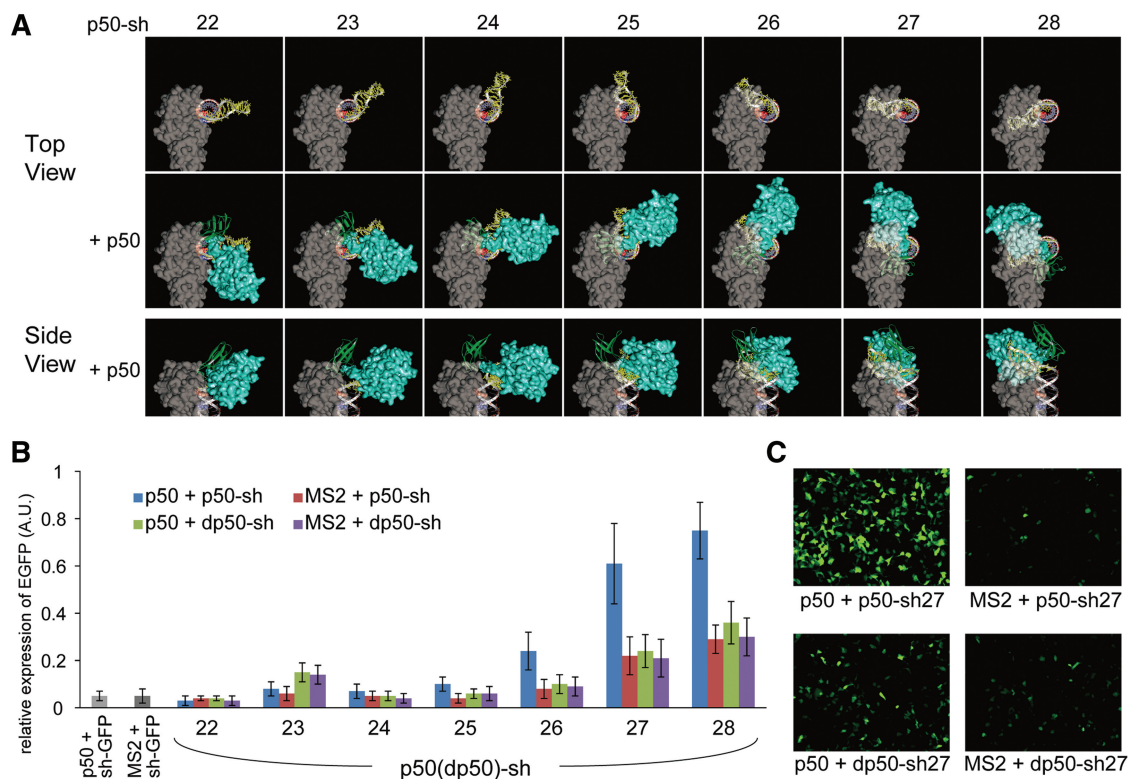 A
p50-sh 22 23 24 25 26 27 28
Top
View
+ p50
Side
View
+ p50
B
relative expression of EGFP (A.U.)
1
0.8
0.6
0.4
0.2
0
p50 + p50-sh MS2 + p50-sh
p50 + dp50-sh MS2 + dp50-sh
p50 +
sh-GFP
MS2 +
sh-GFP
22 23 24 25 26 27 28
p50(dp50)-sh
C
p50 + p50-sh27 MS2 + p50-sh27
p50 + dp50-sh27 MS2 + dp50-sh27